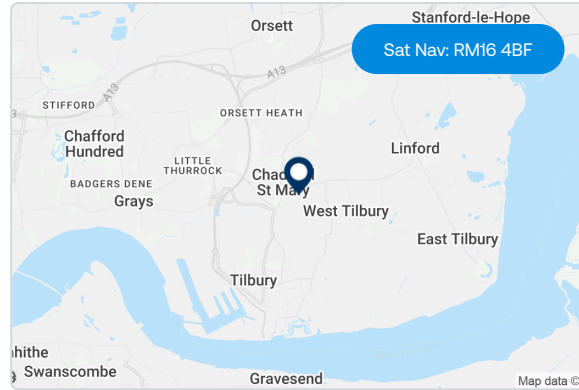 Stanford-le-Hope
Orsett
Sat Nav: RM16 4BF
A13
A13
STIFFORD
ORSETT HEATH
Chafford
Hundred
Linford
LITTLE
THURROCK
St Mary
BADGERS DENE
Grays
West Tilbury
East Tilbury
Tilbury
Swanscombe
Gravesend
Map data ©